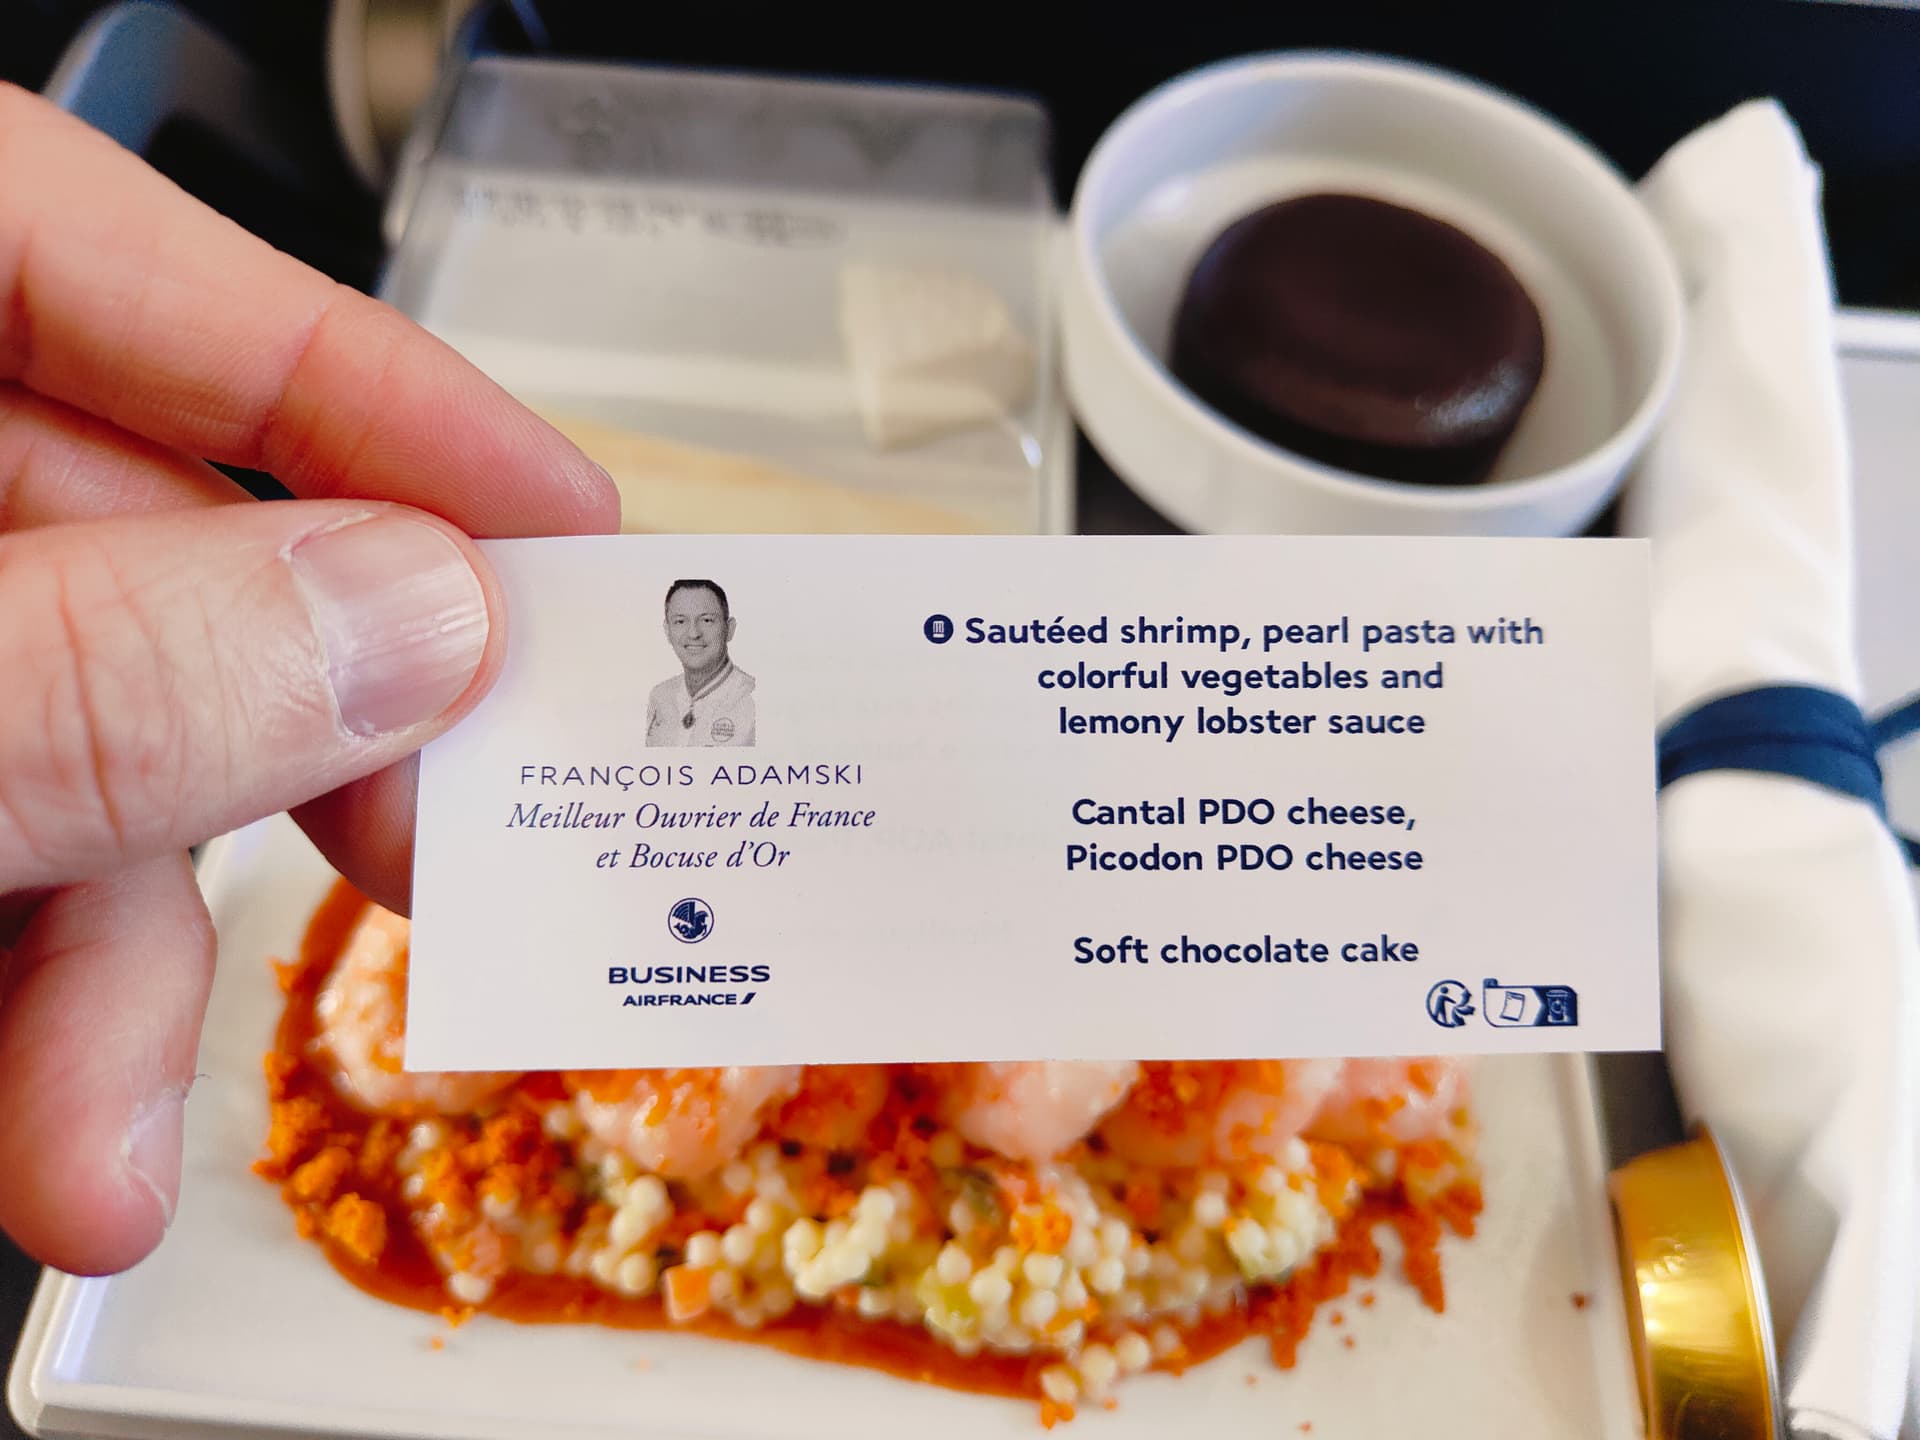 FRANÇOIS ADAMSKI
Meilleur Ouvrier de France
et Bocuse d'Or
BUSINESS
AIRFRANCE
Sautéed shrimp, pearl pasta with
colorful vegetables and
lemony lobster sauce
Cantal PDO cheese,
Picodon PDO cheese
Soft chocolate cake